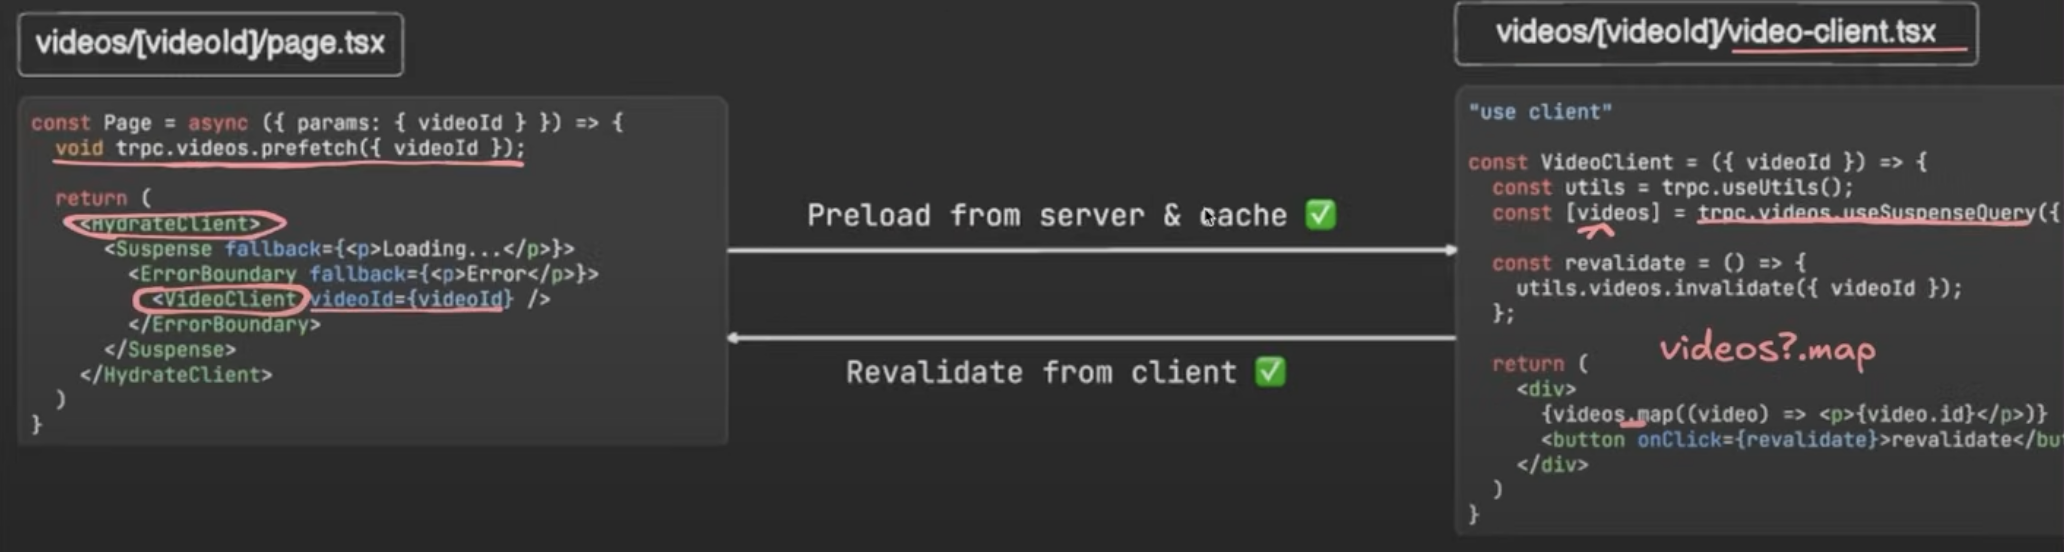 videos/[videoId]/page.tsx
const Page = async ({ params: { videoId } }) => {
void trpc.videos.prefetch({ videoId });
return (
<HydrateClient>
<Suspense fallback={<p>Loading...</p>}>
<ErrorBoundary fallback={<p>Error</p>}>
<VideoClient videoId={videoId} />
</ErrorBoundary>
</Suspense>
</HydrateClient>
)
}
Preload from server & cache ✅
Revalidate from client ✅
videos/[videoId]/video-client.tsx
"use client"
const VideoClient = ({ videoId }) => {
const utils = trpc.useUtils();
const [videos] = trpc.videos.useSuspenseQuery({
const revalidate = () => {
utils.videos.invalidate({ videoId });
};
videos?.map
return (
<div>
{videos.map((video) => <p>{video.id}</p>)}
<button onClick={revalidate}>revalidate</bu
</div>
)
}